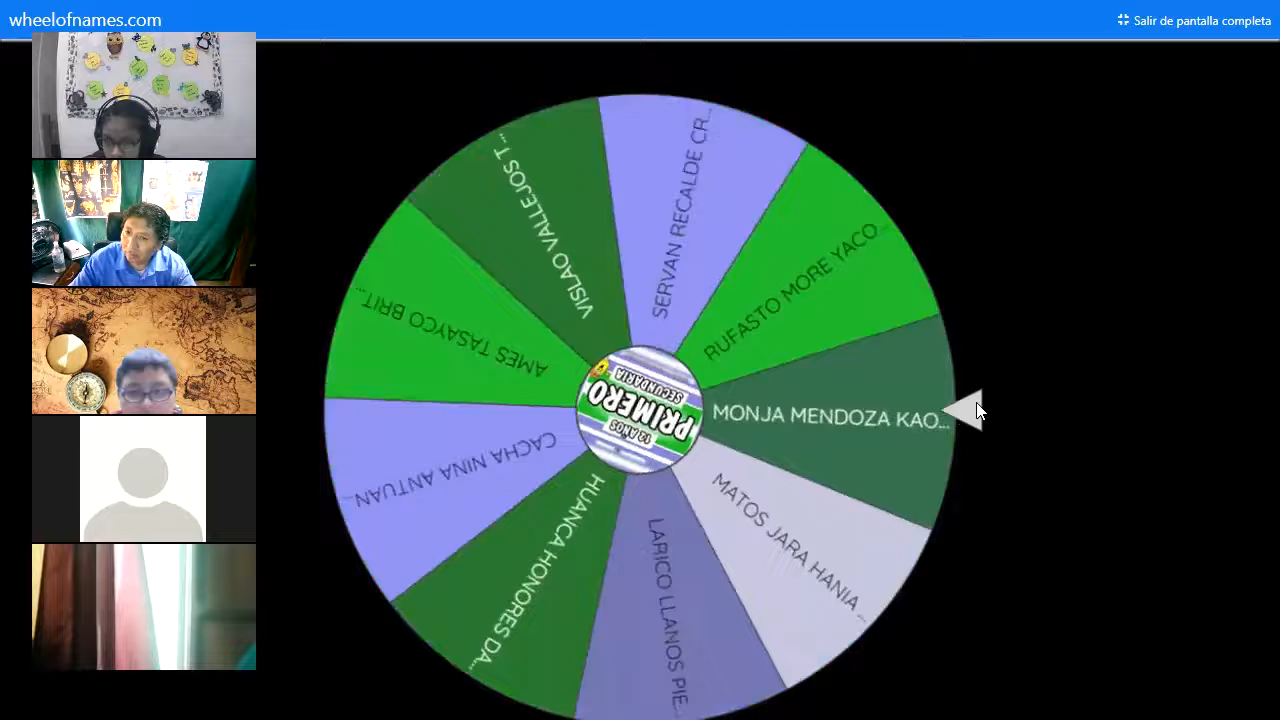 wheelofnames.com
Salir de pantalla completa
VISLAO VALLEJOS T...
SERVAN RECALDE CR...
RUFASTO MORE YACO...
MONJA MENDOZA KAO...
MATOS JARA HANIA ...
LARICO LLANOS PIE...
HUANCA HONORES DA...
CACHA NINA ANTUAN...
AMES TASAYCO BRIT...
12 AÑOS
PRIMERO
SECUNDARIA